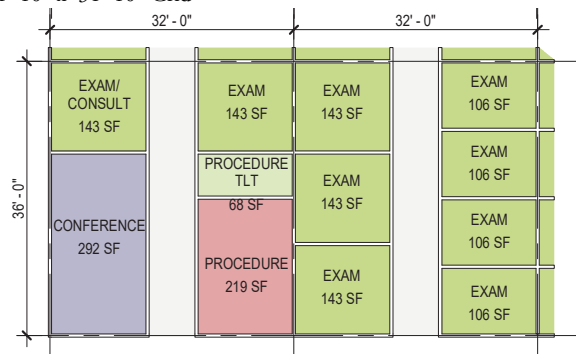 32' - 0"
32' - 0"
36' - 0"
EXAM/
CONSULT
143 SF
CONFERENCE
292 SF
EXAM
143 SF
PROCEDURE
TLT
68 SF
PROCEDURE
219 SF
EXAM
143 SF
EXAM
143 SF
EXAM
143 SF
EXAM
106 SF
EXAM
106 SF
EXAM
106 SF
EXAM
106 SF